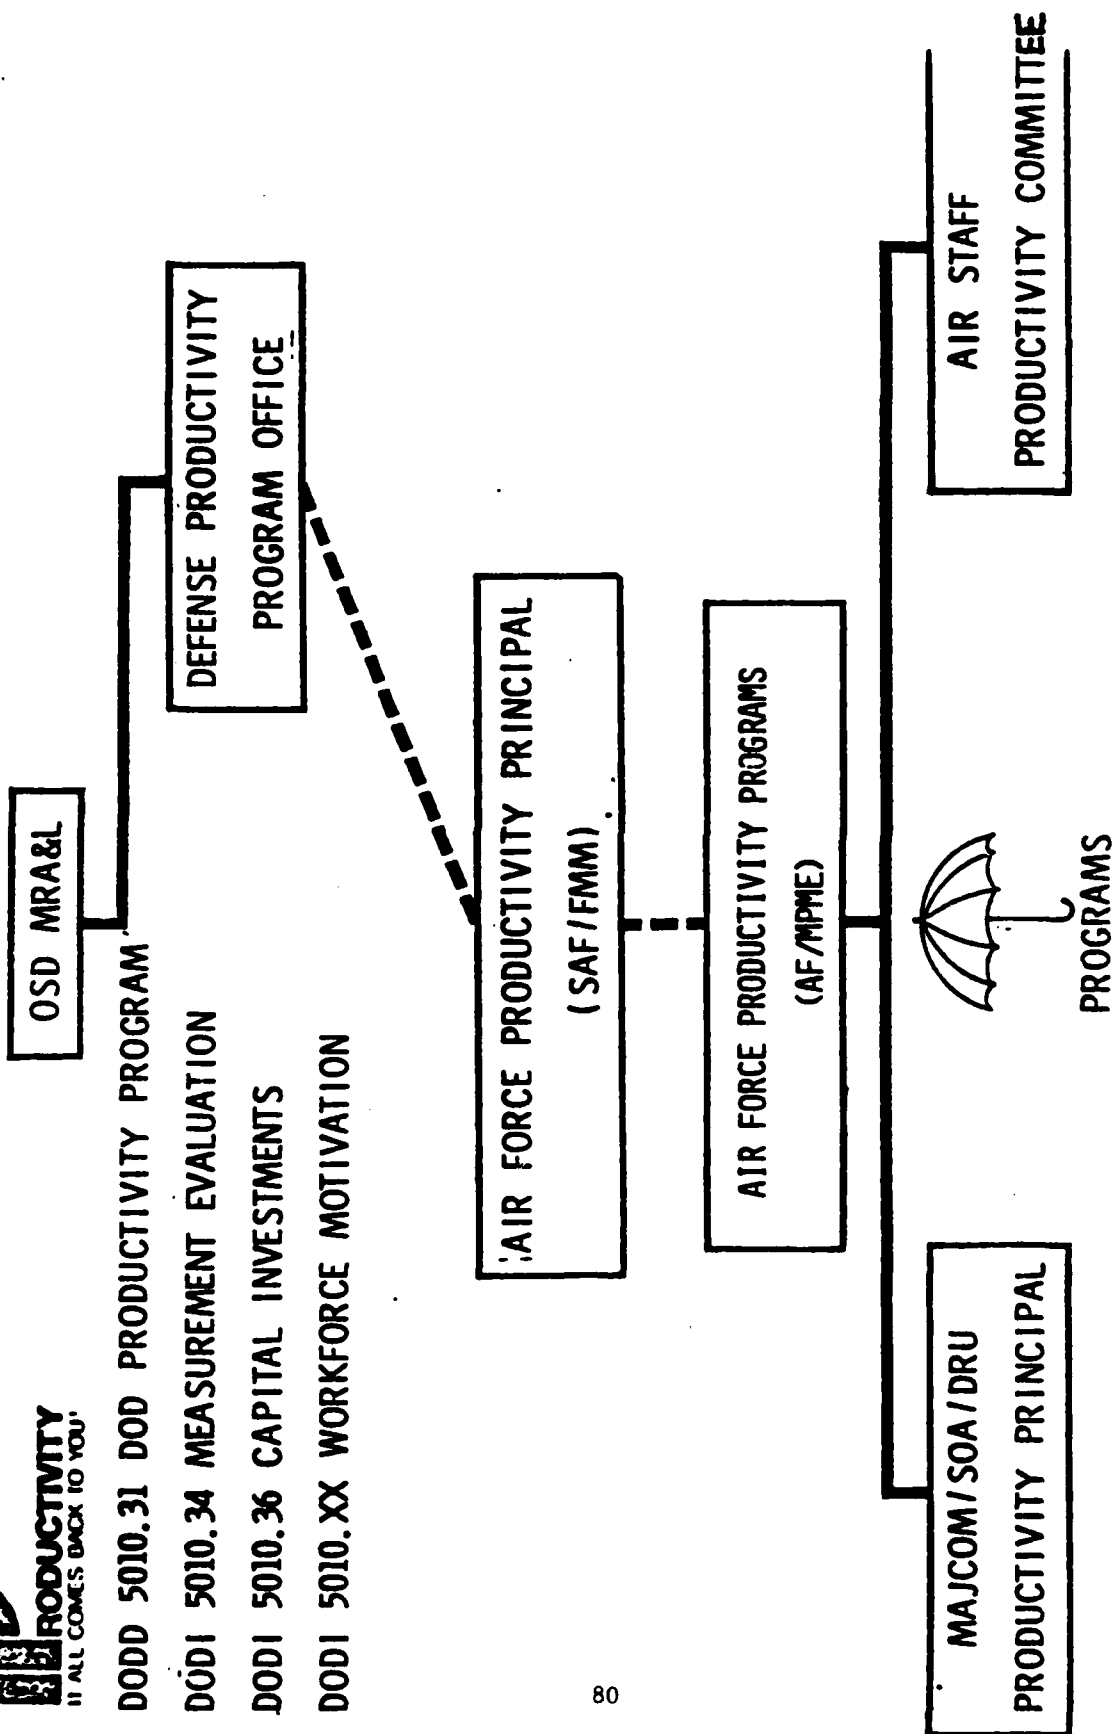 PRODUCTIVITY
IT ALL COMES BACK TO YOU'
DODD 5010.31 DOD PRODUCTIVITY PROGRAM
DODI 5010.34 MEASUREMENT EVALUATION
DODI 5010.36 CAPITAL INVESTMENTS
DODI 5010.XX WORKFORCE MOTIVATION
OSD MRA&L
DEFENSE PRODUCTIVITY
PROGRAM OFFICE
AIR FORCE PRODUCTIVITY PRINCIPAL
(SAF/FMM)
AIR FORCE PRODUCTIVITY PROGRAMS
(AF/MPME)
MAJCOM/SOA/DRU
PRODUCTIVITY PRINCIPAL
PROGRAMS
AIR STAFF
PRODUCTIVITY COMMITTEE
80